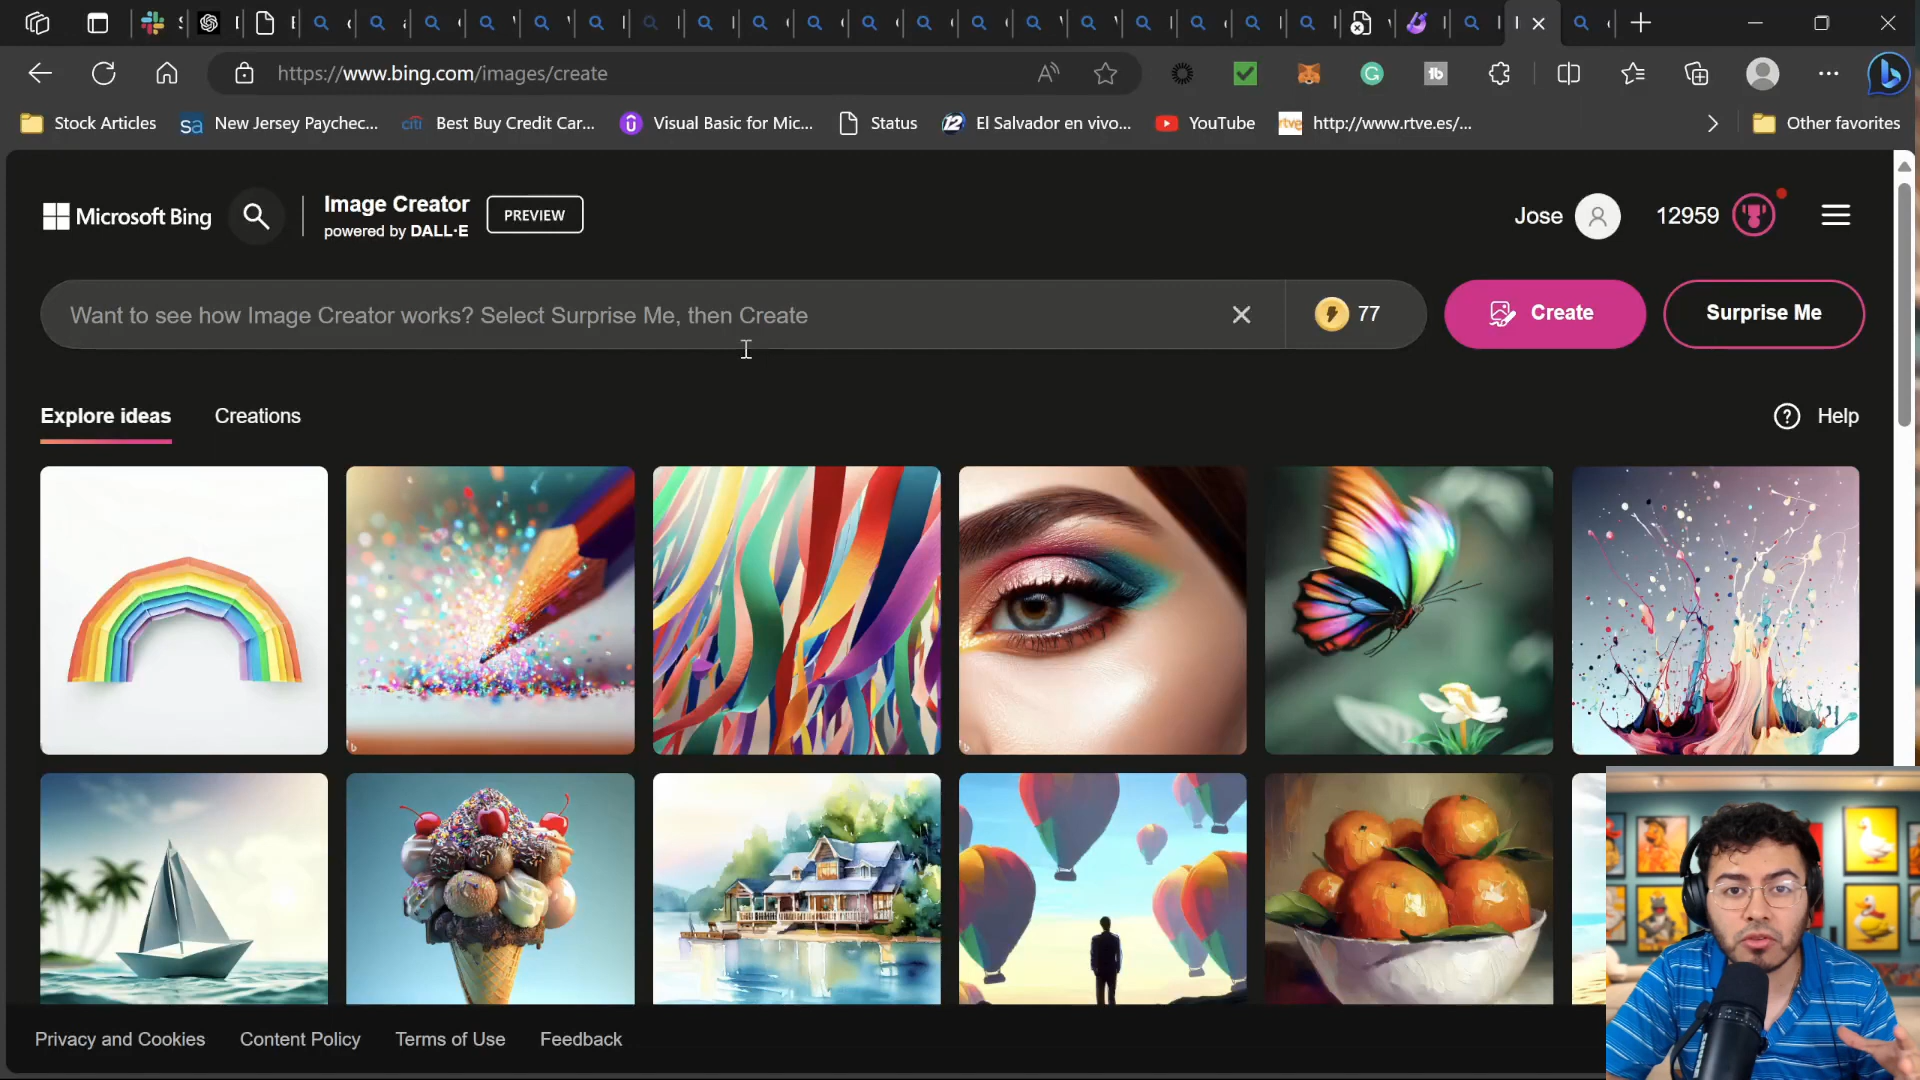 https://www.bing.com/images/create
Stock Articles
New Jersey Paychec...
citi
Best Buy Credit Car...
Visual Basic for Mic...
Status
12
El Salvador en vivo...
YouTube
rtve
http://www.rtve.es/...
Other favorites
Microsoft Bing
Image Creator
powered by DALL·E
PREVIEW
Jose
12959
Want to see how Image Creator works? Select Surprise Me, then Create
77
Create
Surprise Me
Explore ideas
Creations
Help
Privacy and Cookies
Content Policy
Terms of Use
Feedback